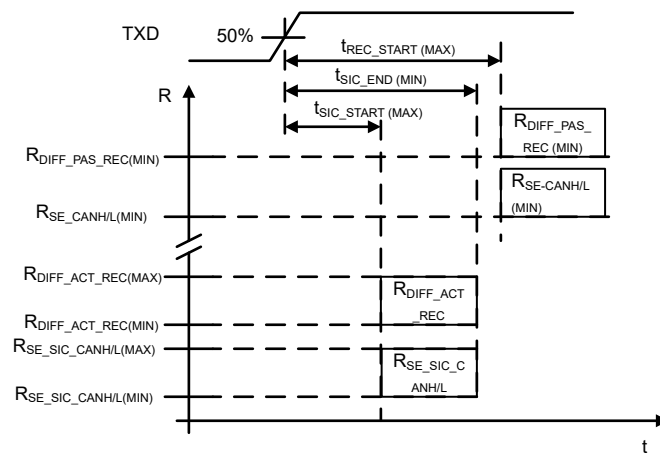 TXD
50%
tREC_START (MAX)
tSIC_END (MIN)
tSIC_START (MAX)
R
RDIFF_PAS_
REC (MIN)
RDIFF_PAS_REC(MIN)
RSE-CANH/L
(MIN)
RSE_CANH/L(MIN)
RDIFF_ACT_REC(MAX)
RDIFF_ACT
_REC
RDIFF_ACT_REC(MIN)
RSE_SIC_CANH/L(MAX)
RSE_SIC_C
ANH/L
RSE_SIC_CANH/L(MIN)
t